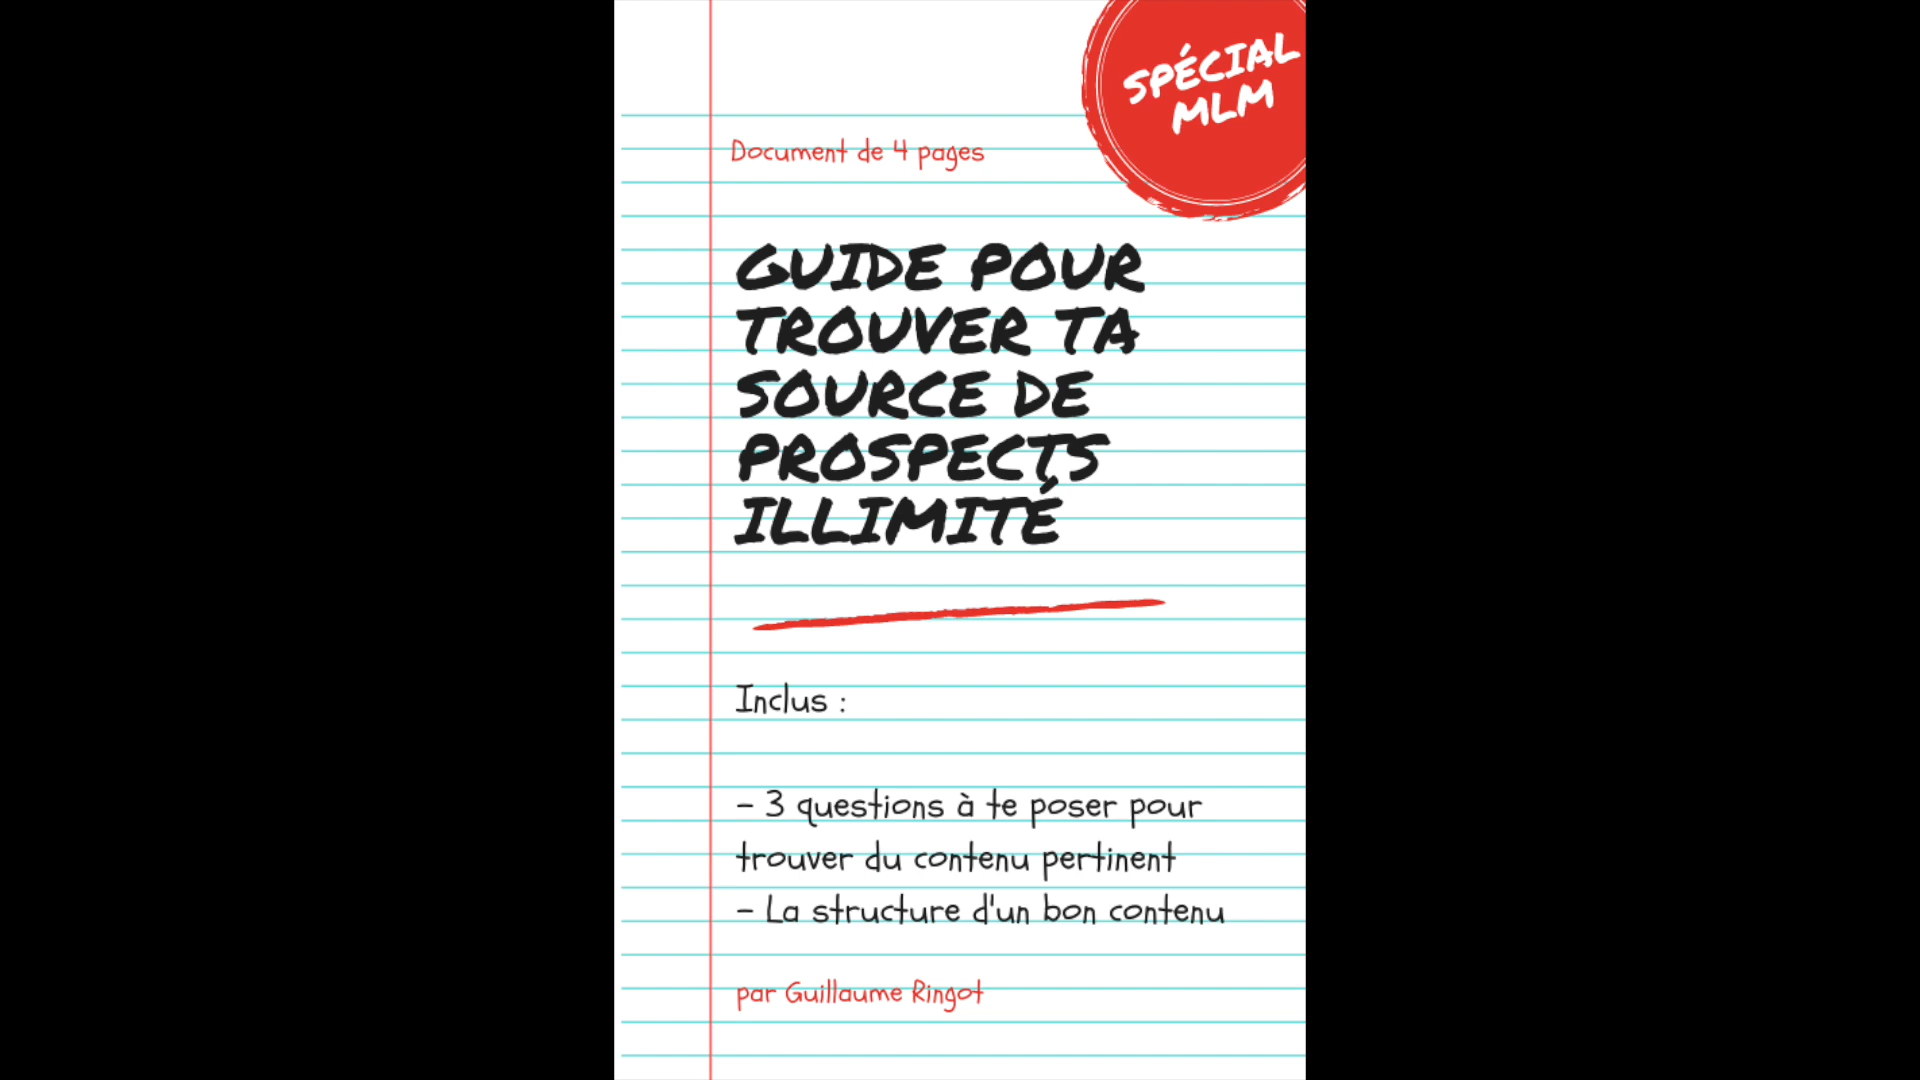 SPÉCIAL
MLM
Document de 4 pages
GUIDE POUR
TROUVER TA
SOURCE DE
PROSPECTS
ILLIMITÉ
Inclus :
- 3 questions à te poser pour
trouver du contenu pertinent
- La structure d'un bon contenu
par Guillaume Ringot